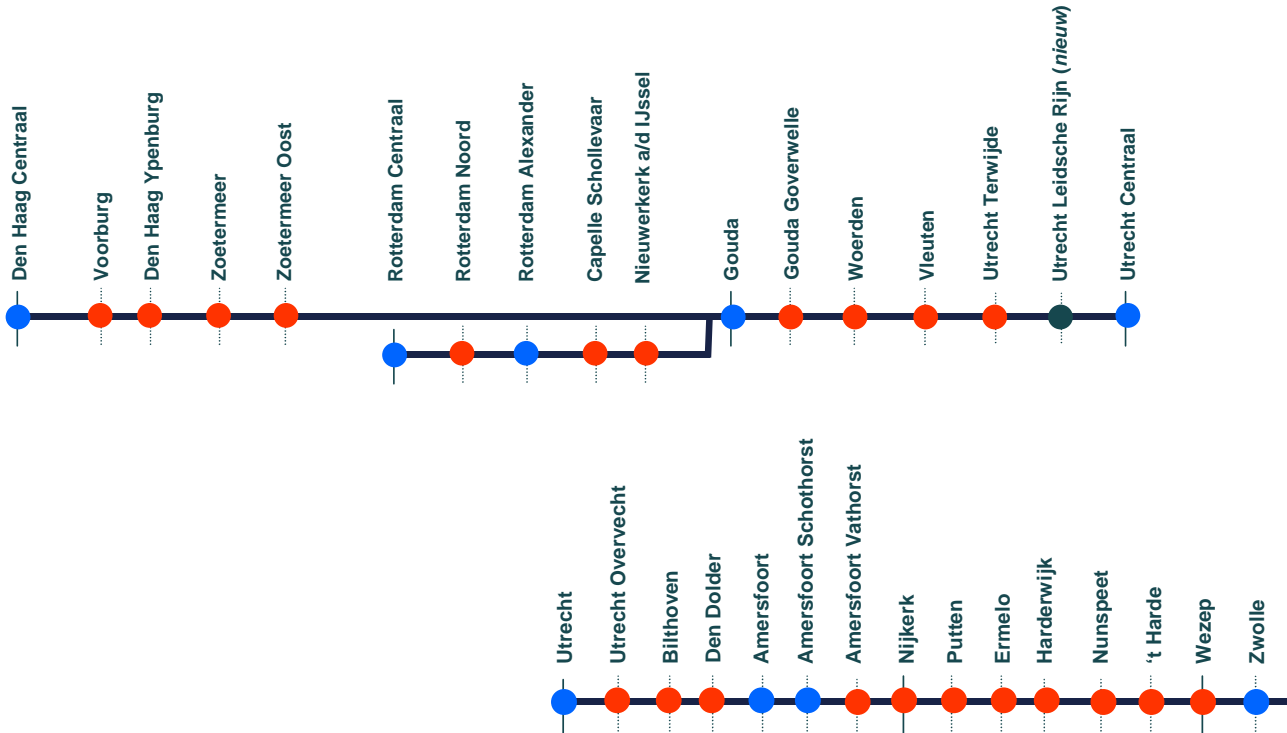 Den Haag Centraal
Voorburg
Den Haag Ypenburg
Zoetermeer
Zoetermeer Oost
Rotterdam Centraal
Rotterdam Noord
Rotterdam Alexander
Capelle Schollevaar
Nieuwerkerk a/d IJssel
Gouda
Gouda Goverwelle
Woerden
Vleuten
Utrecht Terwijde
Utrecht Leidsche Rijn (nieuw)
Utrecht Centraal
Utrecht
Utrecht Overvecht
Bilthoven
Den Dolder
Amersfoort
Amersfoort Schothorst
Amersfoort Vathorst
Nijkerk
Putten
Ermelo
Harderwijk
Nunspeet
‘t Harde
Wezep
Zwolle